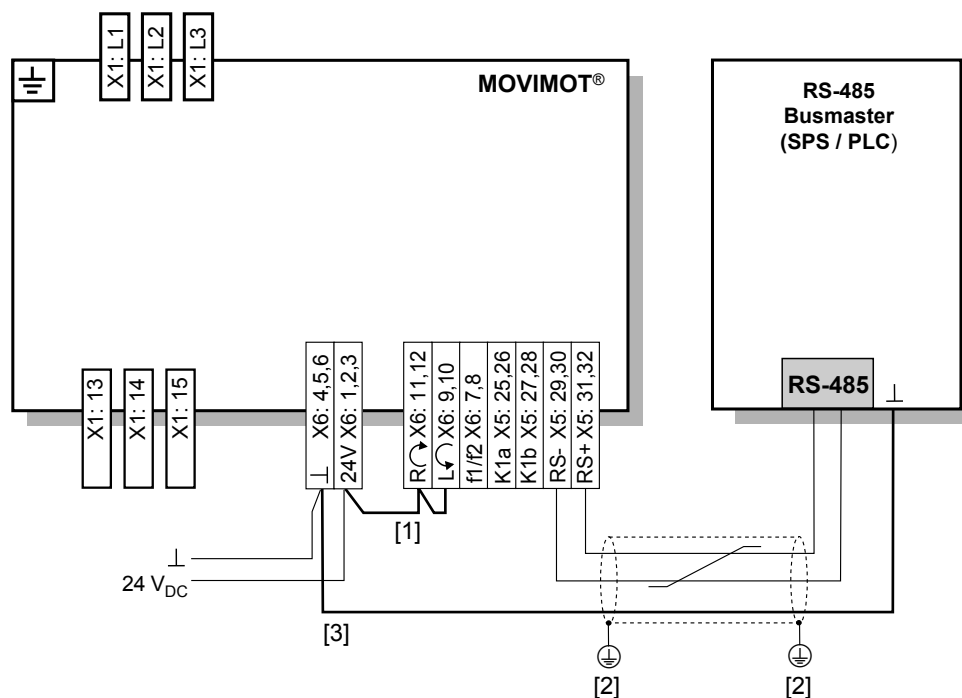 X1: L1
X1: L2
X1: L3
MOVIMOT®
RS-485
Busmaster
(SPS / PLC)
X1: 13
X1: 14
X1: 15
⊥ X6: 4,5,6
24V X6: 1,2,3
R X6: 11,12
L X6: 9,10
f1/f2 X6: 7,8
K1a X5: 25,26
K1b X5: 27,28
RS- X5: 29,30
RS+ X5: 31,32
RS-485
⊥
[1]
⊥
24 VDC
[3]
[2]
[2]